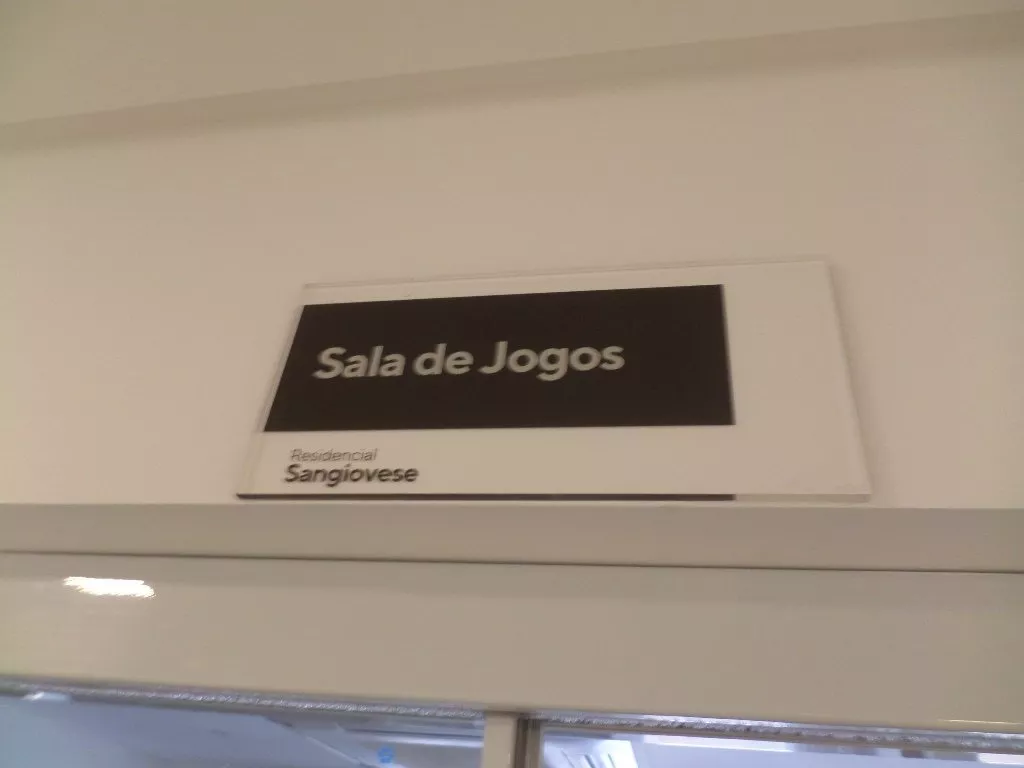 Sala de Jogos
Residencial
Sangiovese